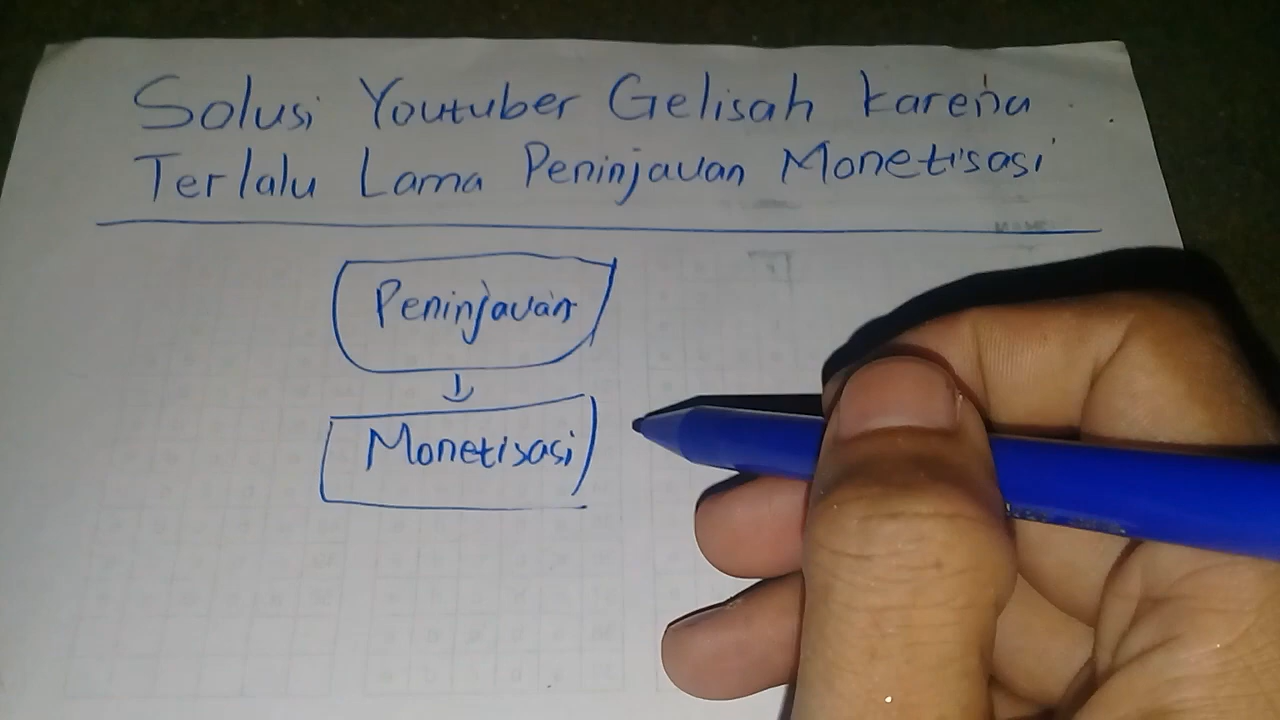 Solusi Youtuber Gelisah karena
Terlalu Lama Peninjauan Monetisasi
Peninjauan
Monetisasi